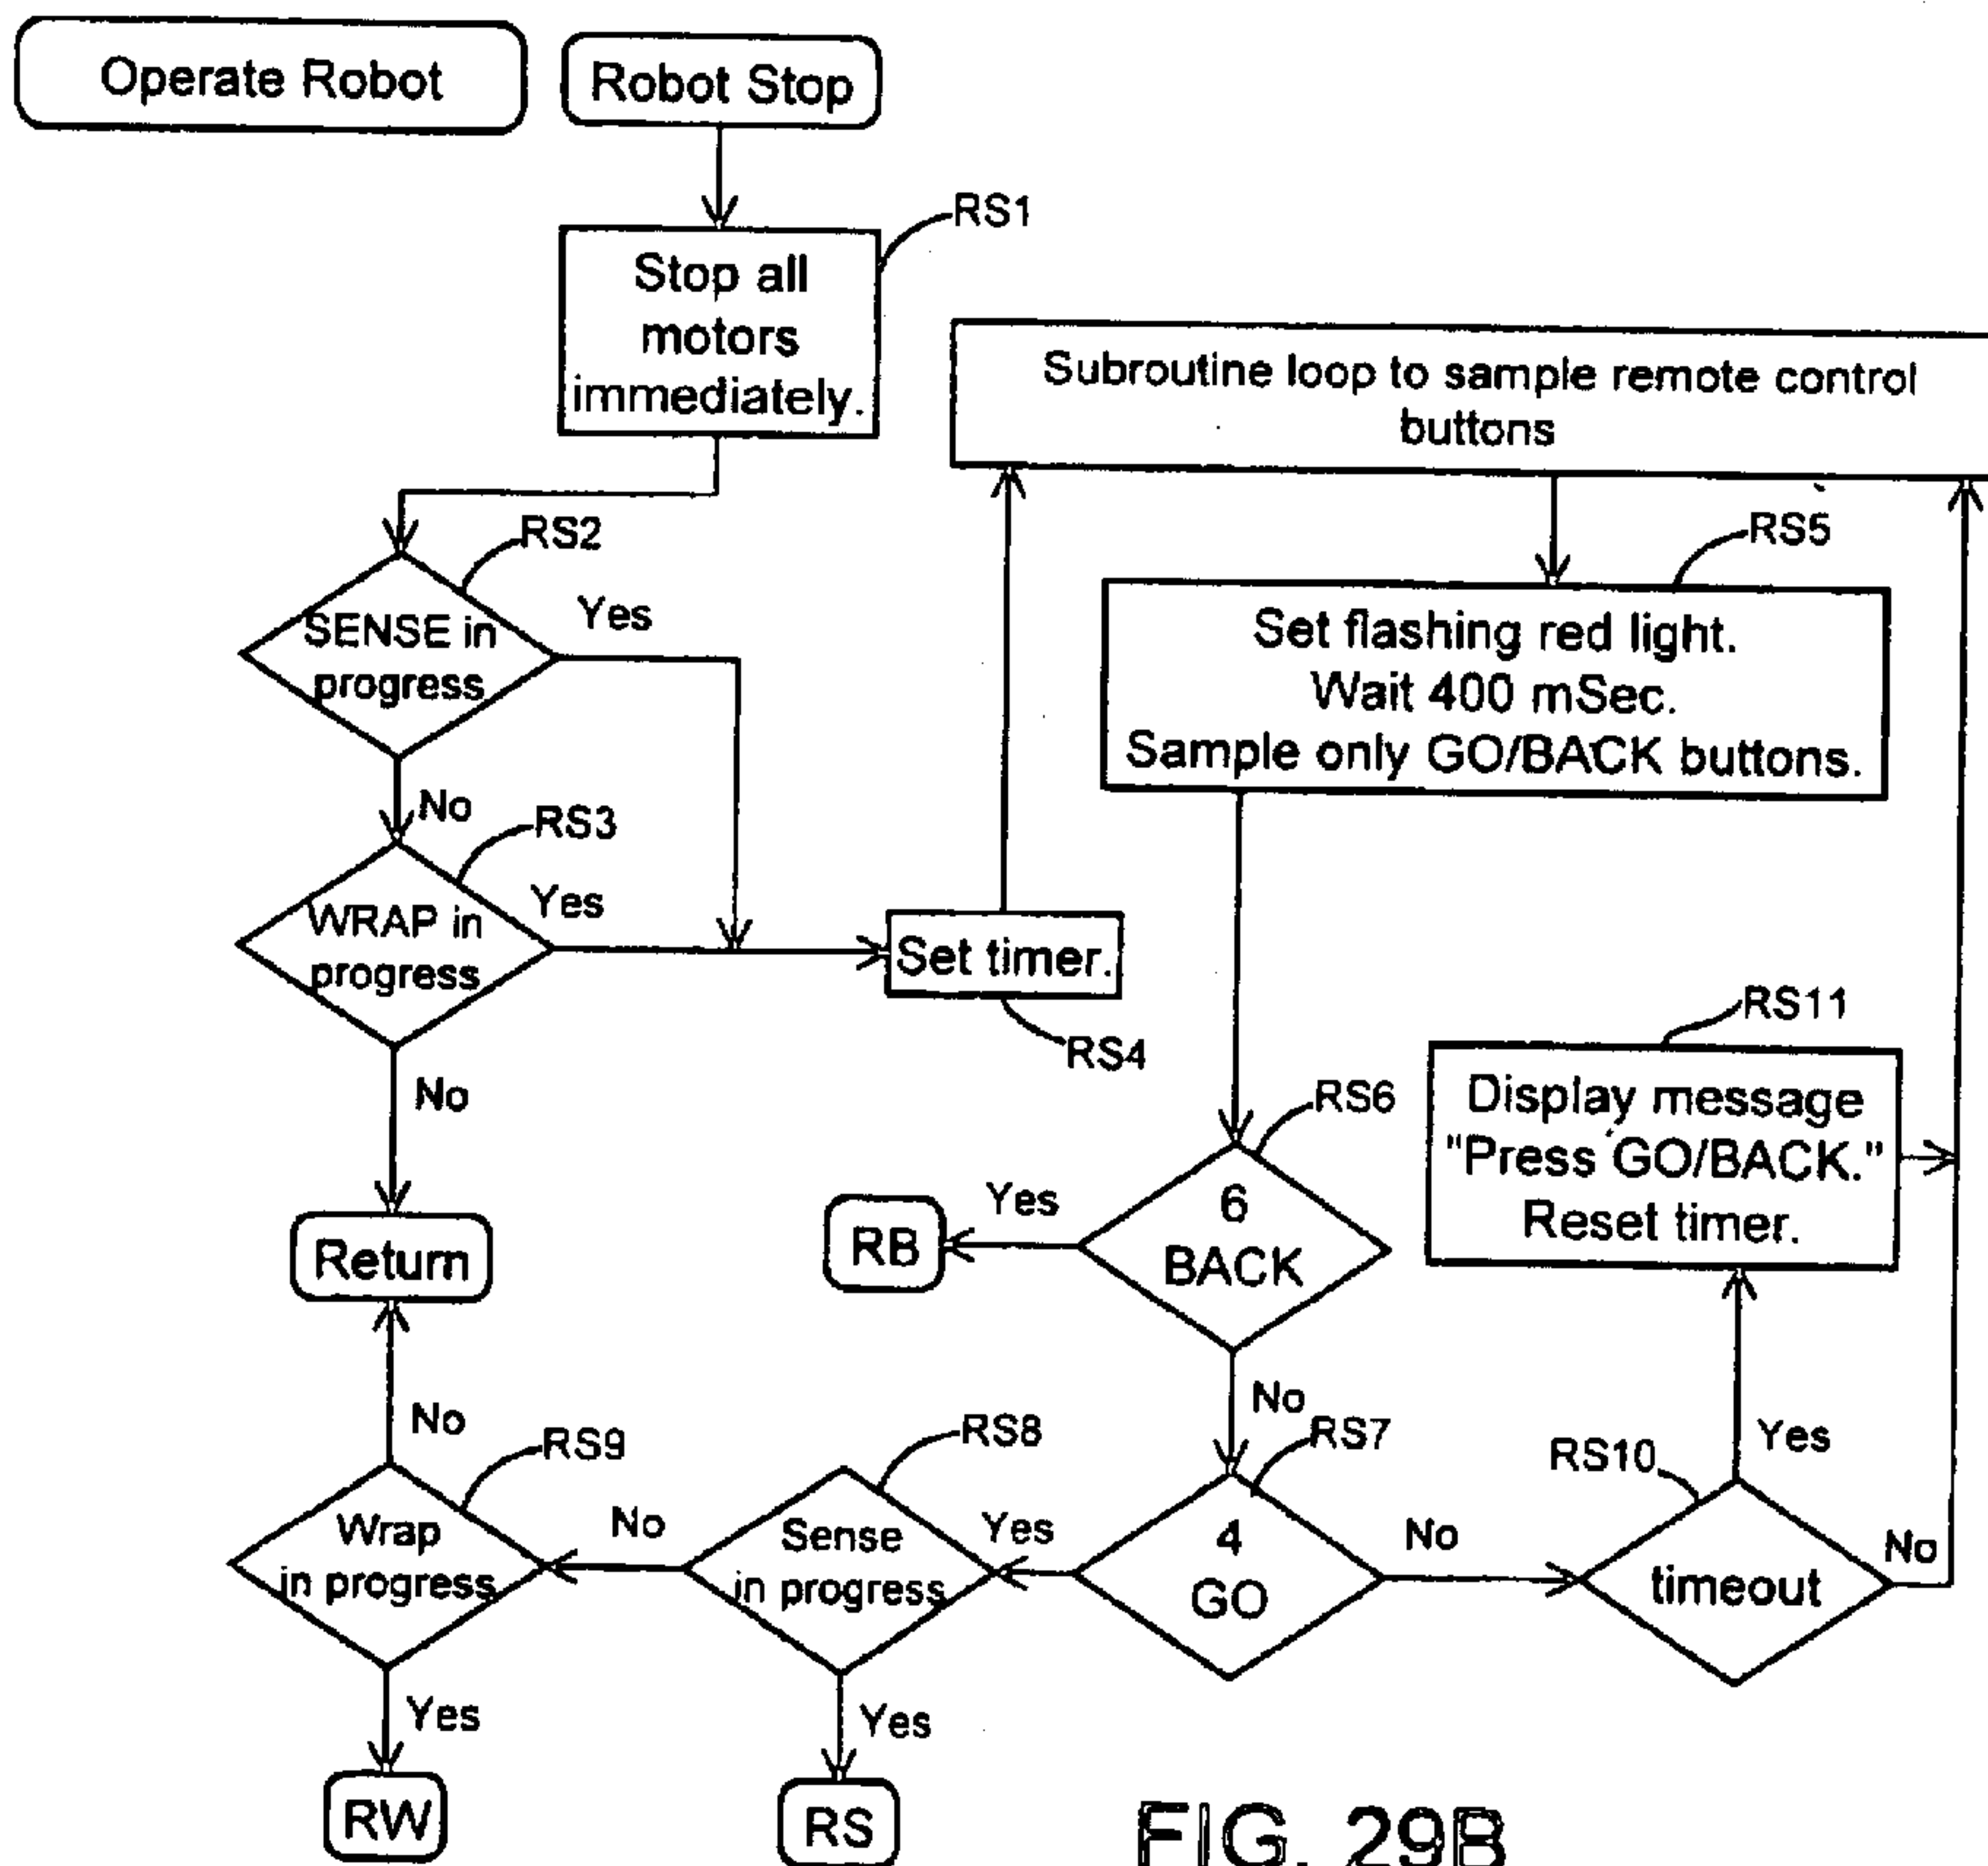 Operate Robot
Robot Stop
RS1
Stop all
motors
immediately.
Subroutine loop to sample remote control
buttons
RS2
SENSE in
progress
Yes
No
RS5
Set flashing red light.
Wait 400 mSec.
Sample only GO/BACK buttons.
RS3
WRAP in
progress
Yes
No
Set timer.
RS4
RS11
Display message
"Press GO/BACK."
Reset timer.
RS6
6
BACK
Yes
RB
No
Return
No
RS9
Wrap
in progress
Yes
RW
RS8
Sense
in progress
No
Yes
RS
RS7
4
GO
Yes
No
RS10
timeout
Yes
No
FIG. 29B